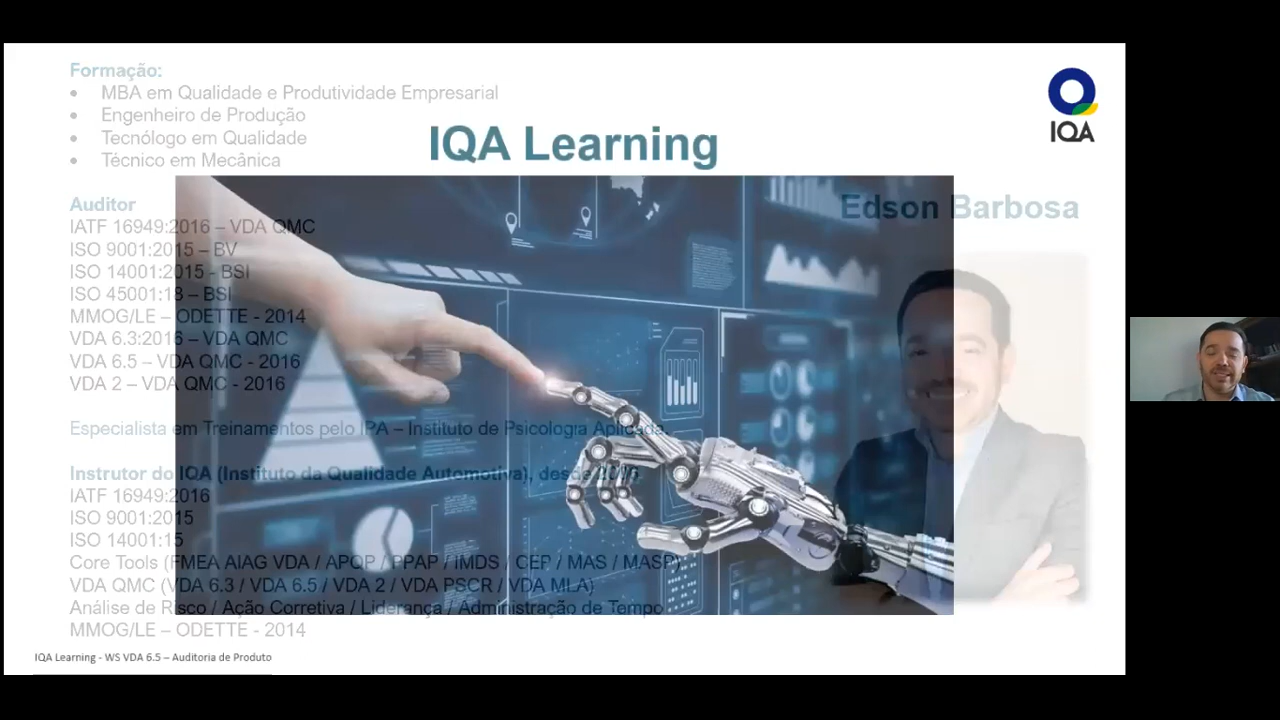 Formação:
• MBA em Qualidade e Produtividade Empresarial
• Engenheiro de Produção
• Tecnólogo em Qualidade
• Técnico em Mecânica
IQA Learning
IQA
Edson Barbosa
Auditor
IATF 16949:2016 – VDA QMC
ISO 9001:2015 – BV
ISO 14001:2015 - BSI
ISO 45001:18 – BSI
MMOG/LE – ODETTE - 2014
VDA 6.3:2016 – VDA QMC
VDA 6.5 – VDA QMC - 2016
VDA 2 – VDA QMC - 2016
Especialista em Treinamentos pelo IPA – Instituto de Psicologia Aplicada.
Instrutor do IQA (Instituto da Qualidade Automotiva), desde
IATF 16949:2016
ISO 9001:2015
ISO 14001:15
Core Tools (FMEA AIAG VDA / APQP / PPAP / IMDS / CEP / MAS / MASP)
VDA QMC (VDA 6.3 / VDA 6.5 / VDA 2 / VDA PSCR / VDA MLA)
Análise de Risco / Ação Corretiva / Liderança / Administração de Tempo
MMOG/LE – ODETTE - 2014
IQA Learning - WS VDA 6.5 – Auditoria de Produto